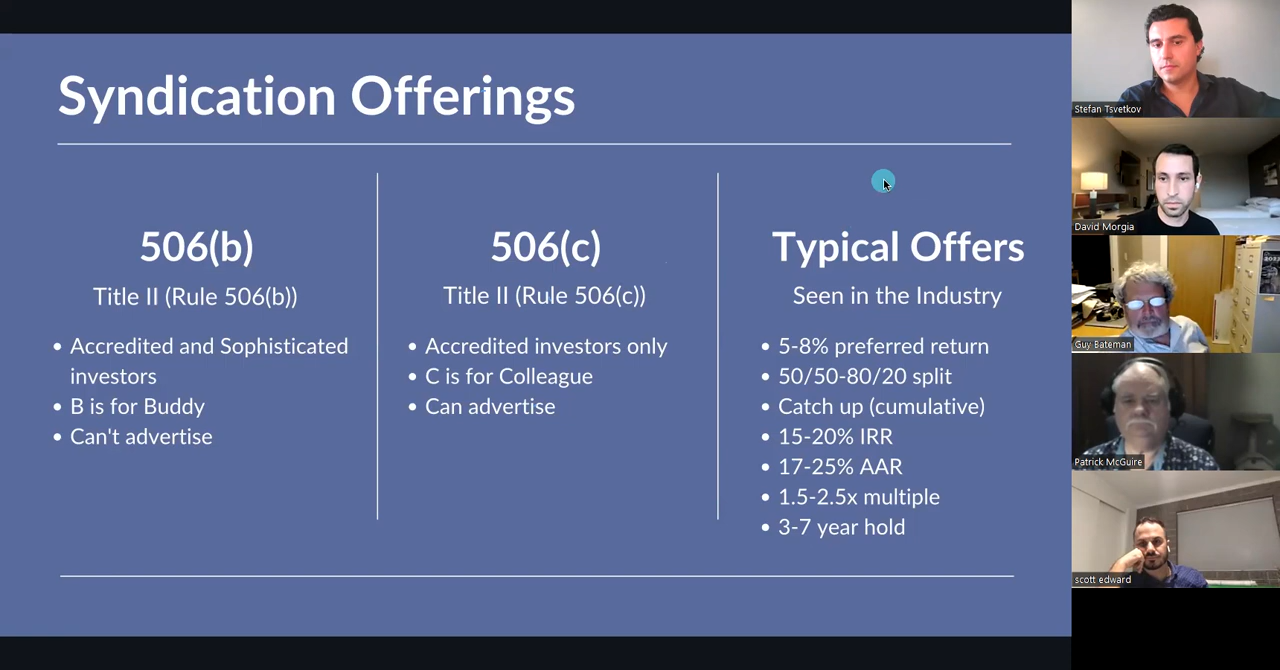 Syndication Offerings
506(b)
Title II (Rule 506(b))
• Accredited and Sophisticated
investors
• B is for Buddy
• Can't advertise
506(c)
Title II (Rule 506(c))
• Accredited investors only
• C is for Colleague
• Can advertise
Typical Offers
Seen in the Industry
• 5-8% preferred return
• 50/50-80/20 split
• Catch up (cumulative)
• 15-20% IRR
• 17-25% AAR
• 1.5-2.5x multiple
• 3-7 year hold
Stefan Tsvetkov
David Morgia
Guy Bateman
Patrick McGuire
scott edward